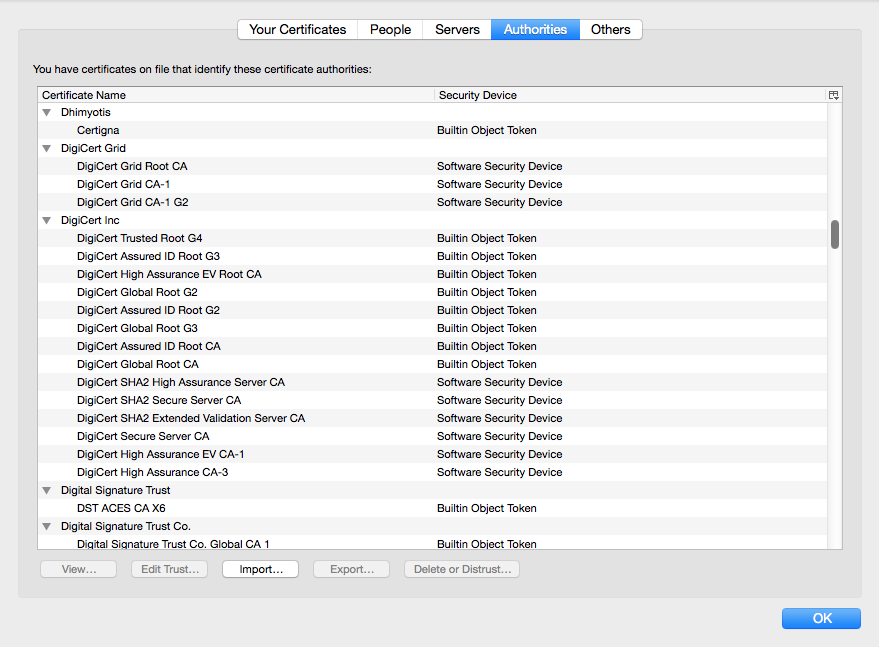 Your Certificates People Servers Authorities Others
You have certificates on file that identify these certificate authorities:
Certificate Name Security Device
Dhimyotis
Certigna Builtin Object Token
DigiCert Grid
DigiCert Grid Root CA Software Security Device
DigiCert Grid CA-1 Software Security Device
DigiCert Grid CA-1 G2 Software Security Device
DigiCert Inc
DigiCert Trusted Root G4 Builtin Object Token
DigiCert Assured ID Root G3 Builtin Object Token
DigiCert High Assurance EV Root CA Builtin Object Token
DigiCert Global Root G2 Builtin Object Token
DigiCert Assured ID Root G2 Builtin Object Token
DigiCert Global Root G3 Builtin Object Token
DigiCert Assured ID Root CA Builtin Object Token
DigiCert Global Root CA Builtin Object Token
DigiCert SHA2 High Assurance Server CA Software Security Device
DigiCert SHA2 Secure Server CA Software Security Device
DigiCert SHA2 Extended Validation Server CA Software Security Device
DigiCert Secure Server CA Software Security Device
DigiCert High Assurance EV CA-1 Software Security Device
DigiCert High Assurance CA-3 Software Security Device
Digital Signature Trust
DST ACES CA X6 Builtin Object Token
Digital Signature Trust Co.
Digital Signature Trust Co. Global CA 1 Builtin Object Token
View… Edit Trust… Import… Export… Delete or Distrust…
OK